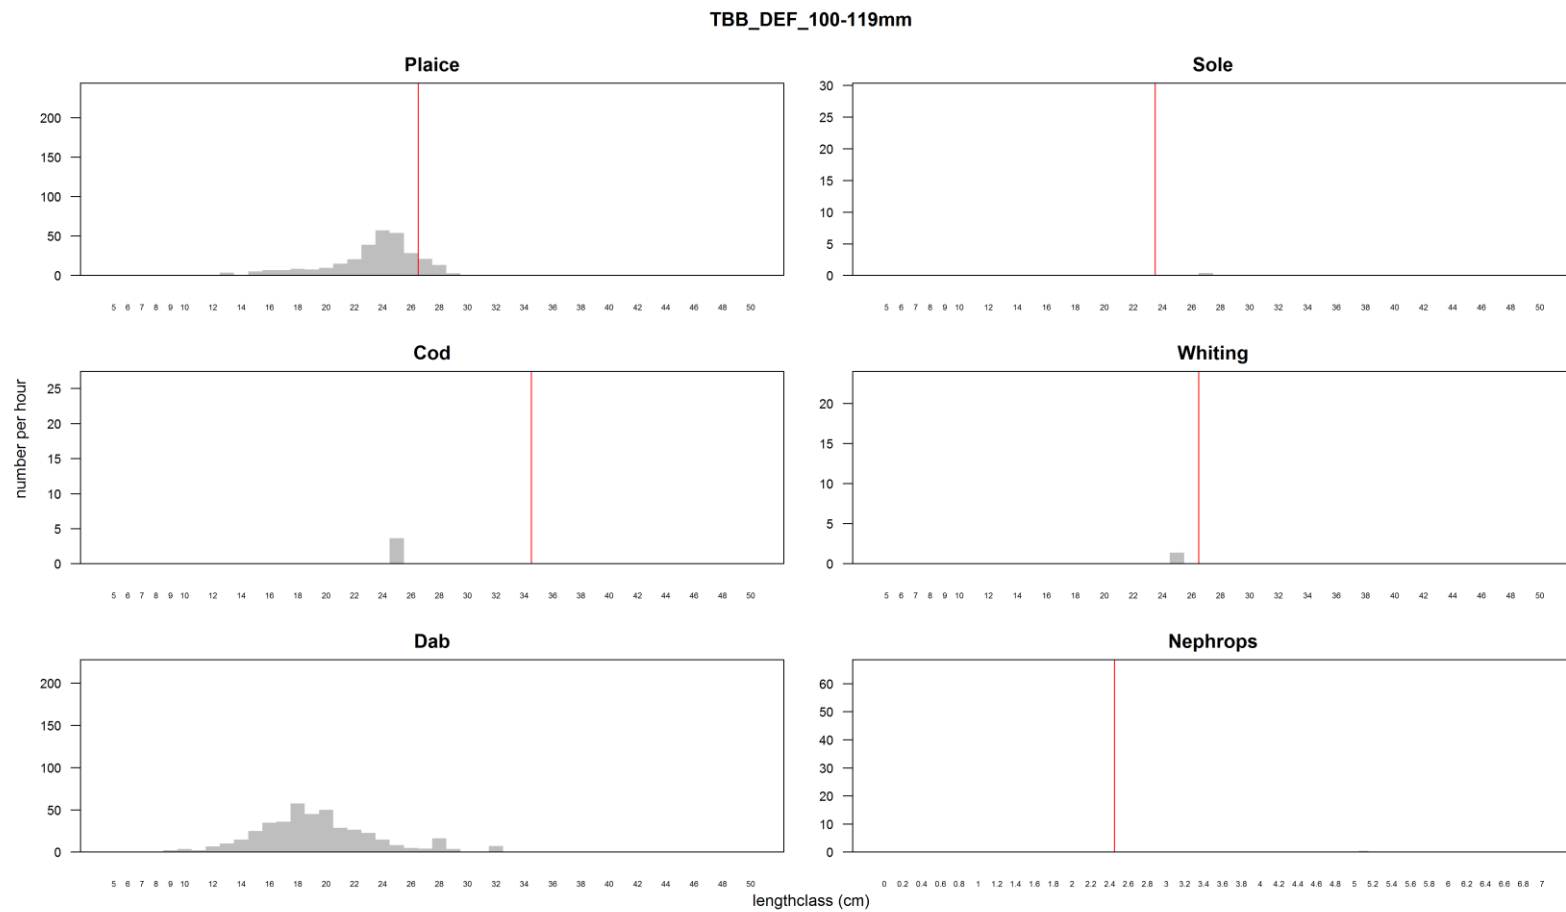 TBB_DEF_100-119mm
Plaice
200
150
100
50
0
5 6 7 8 9 10 12 14 16 18 20 22 24 26 28 30 32 34 36 38 40 42 44 46 48 50
Sole
30
25
20
15
10
5
0
5 6 7 8 9 10 12 14 16 18 20 22 24 26 28 30 32 34 36 38 40 42 44 46 48 50
number per hour
Cod
25
20
15
10
5
0
5 6 7 8 9 10 12 14 16 18 20 22 24 26 28 30 32 34 36 38 40 42 44 46 48 50
Whiting
20
15
10
5
0
5 6 7 8 9 10 12 14 16 18 20 22 24 26 28 30 32 34 36 38 40 42 44 46 48 50
Dab
200
150
100
50
0
5 6 7 8 9 10 12 14 16 18 20 22 24 26 28 30 32 34 36 38 40 42 44 46 48 50
Nephrops
60
50
40
30
20
10
0
0 0.2 0.4 0.6 0.8 1 1.2 1.4 1.6 1.8 2 2.2 2.4 2.6 2.8 3 3.2 3.4 3.6 3.8 4 4.2 4.4 4.6 4.8 5 5.2 5.4 5.6 5.8 6 6.2 6.4 6.6 6.8 7
lengthclass (cm)